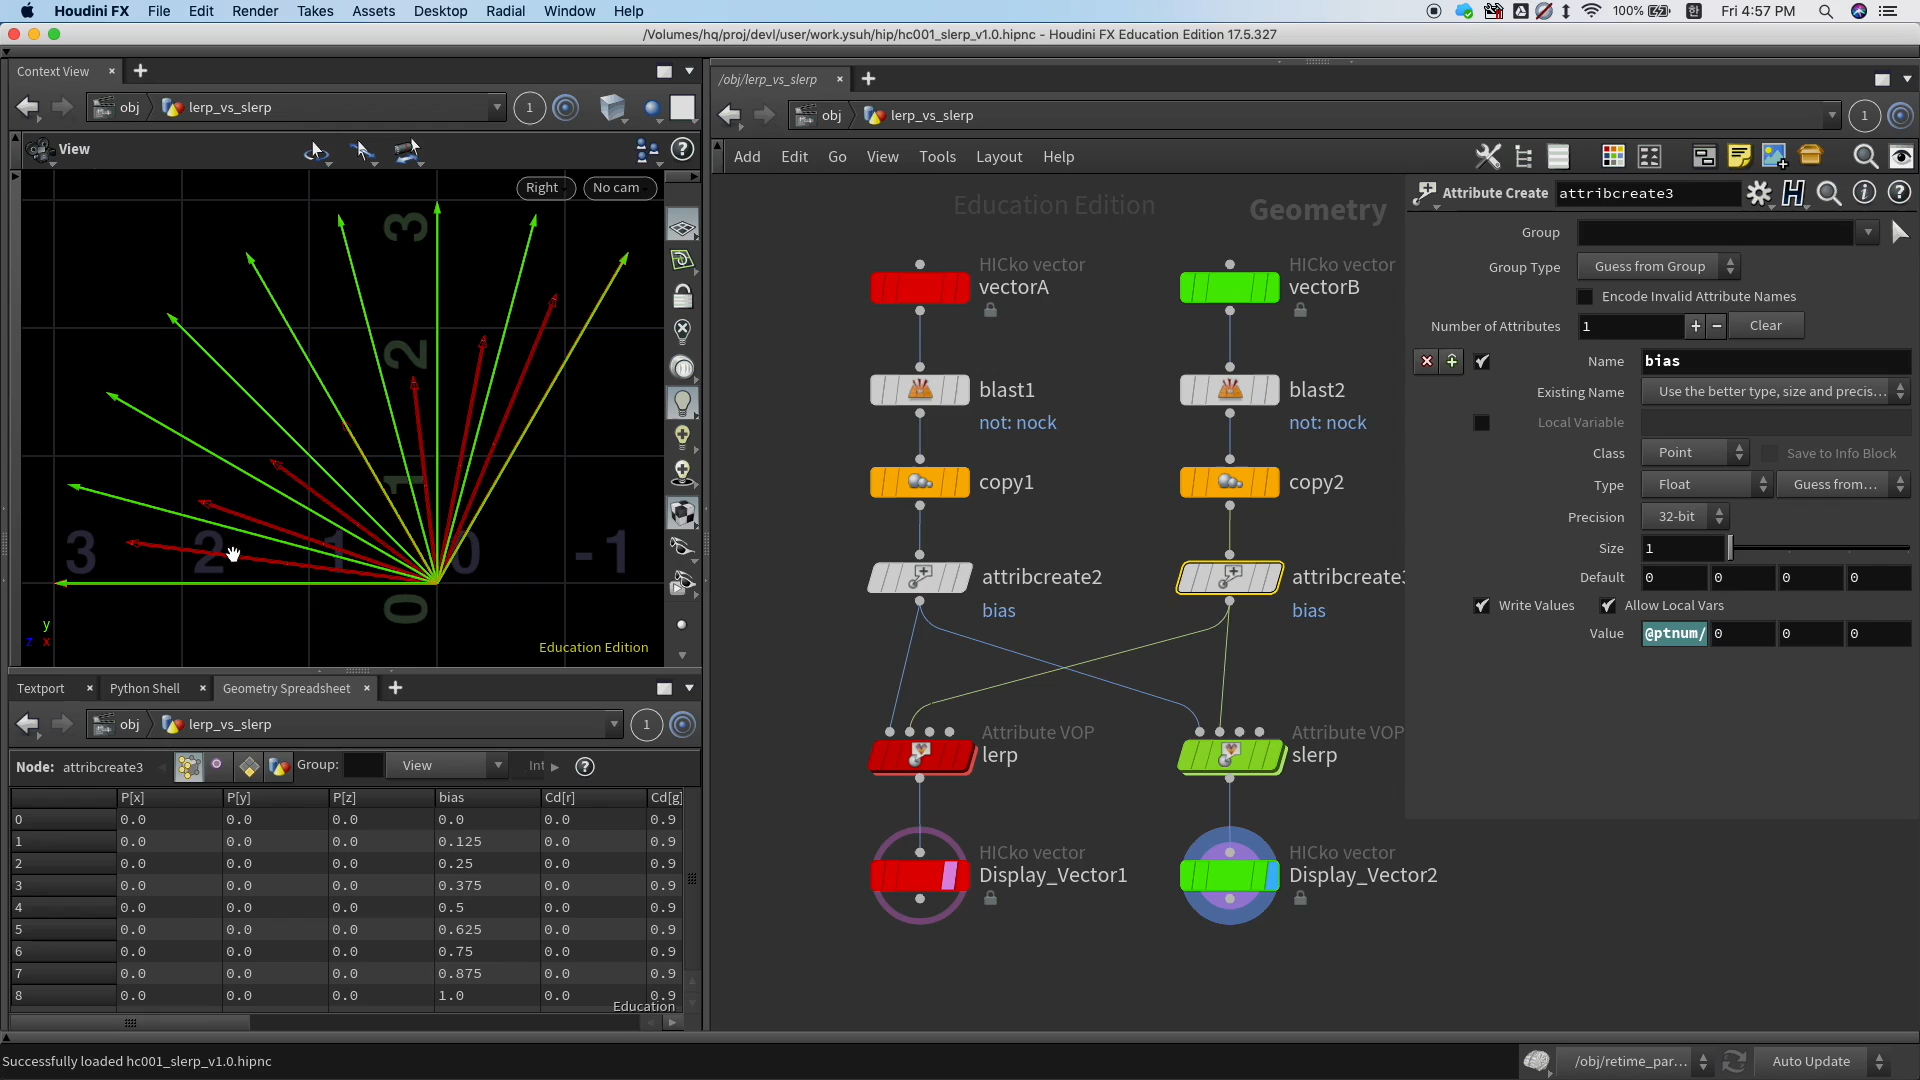 Houdini FX File Edit Render Takes Assets Desktop Radial Window Help 100% Fri 4:57 PM
/Volumes/hq/proj/devl/user/work.ysuh/hip/hc001_slerp_v1.0.hipnc - Houdini FX Education Edition 17.5.327
Context View
obj lerp_vs_slerp 1
View
Right No cam
3
2
1
3 2 1 0 -1
0
y
z x
Education Edition
Textport Python Shell Geometry Spreadsheet
obj lerp_vs_slerp 1
Node: attribcreate3 Group: View Int
P[x] P[y] P[z] bias Cd[r] Cd[g]
0 0.0 0.0 0.0 0.0 0.0 0.9
1 0.0 0.0 0.0 0.125 0.0 0.9
2 0.0 0.0 0.0 0.25 0.0 0.9
3 0.0 0.0 0.0 0.375 0.0 0.9
4 0.0 0.0 0.0 0.5 0.0 0.9
5 0.0 0.0 0.0 0.625 0.0 0.9
6 0.0 0.0 0.0 0.75 0.0 0.9
7 0.0 0.0 0.0 0.875 0.0 0.9
8 0.0 0.0 0.0 1.0 0.0 0.9
Education
/obj/lerp_vs_slerp
obj lerp_vs_slerp 1
Add Edit Go View Tools Layout Help
Education Edition Geometry
HICko vector
vectorA
HICko vector
vectorB
blast1
not: nock
blast2
not: nock
copy1
copy2
attribcreate2
bias
attribcreate3
bias
Attribute VOP
lerp
Attribute VOP
slerp
HICko vector
Display_Vector1
HICko vector
Display_Vector2
Attribute Create attribcreate3
Group
Group Type Guess from Group
Encode Invalid Attribute Names
Number of Attributes 1 + - Clear
Name bias
Existing Name Use the better type, size and precis...
Local Variable
Class Point Save to Info Block
Type Float Guess from...
Precision 32-bit
Size 1
Default 0 0 0 0
Write Values Allow Local Vars
Value @ptnum/ 0 0 0
Successfully loaded hc001_slerp_v1.0.hipnc
/obj/retime_par... Auto Update